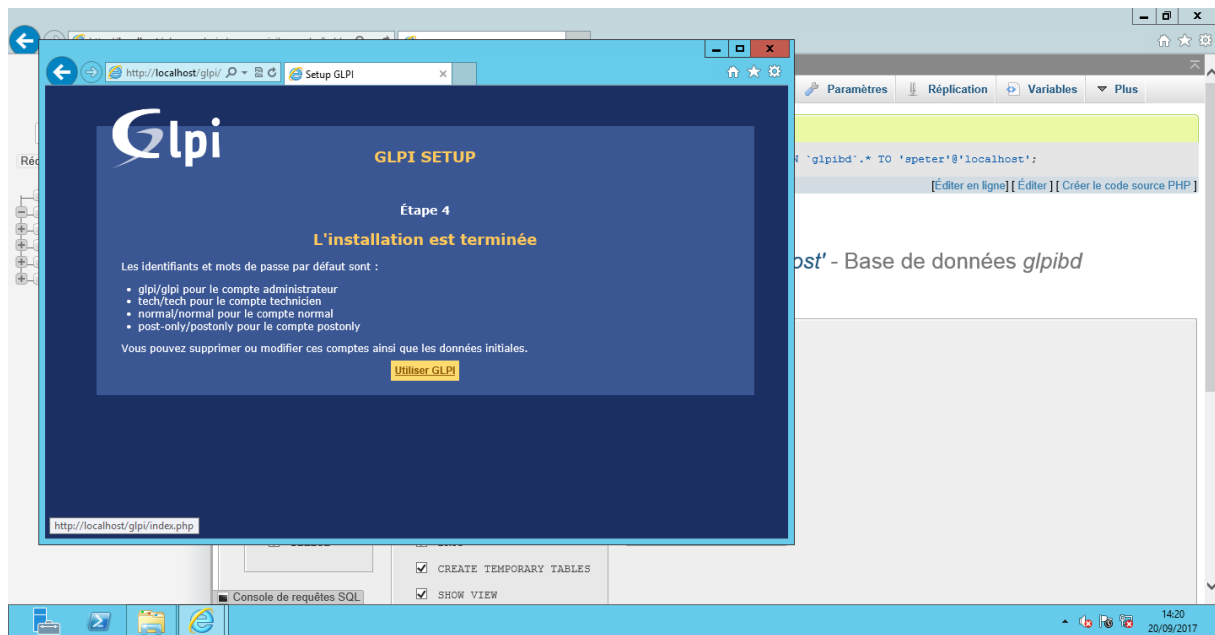 http://localhost/glpi/
Setup GLPI
Glpi
GLPI SETUP
Étape 4
L'installation est terminée
Les identifiants et mots de passe par défaut sont :
• glpi/glpi pour le compte administrateur
• tech/tech pour le compte technicien
• normal/normal pour le compte normal
• post-only/postonly pour le compte postonly
Vous pouvez supprimer ou modifier ces comptes ainsi que les données initiales.
Utiliser GLPI
http://localhost/glpi/index.php
Paramètres Réplication Variables Plus
`glpibd`.* TO 'speter'@'localhost';
[Éditer en ligne] [ Éditer ] [ Créer le code source PHP ]
ost' - Base de données glpibd
Réc
CREATE TEMPORARY TABLES
SHOW VIEW
Console de requêtes SQL
14:20
20/09/2017